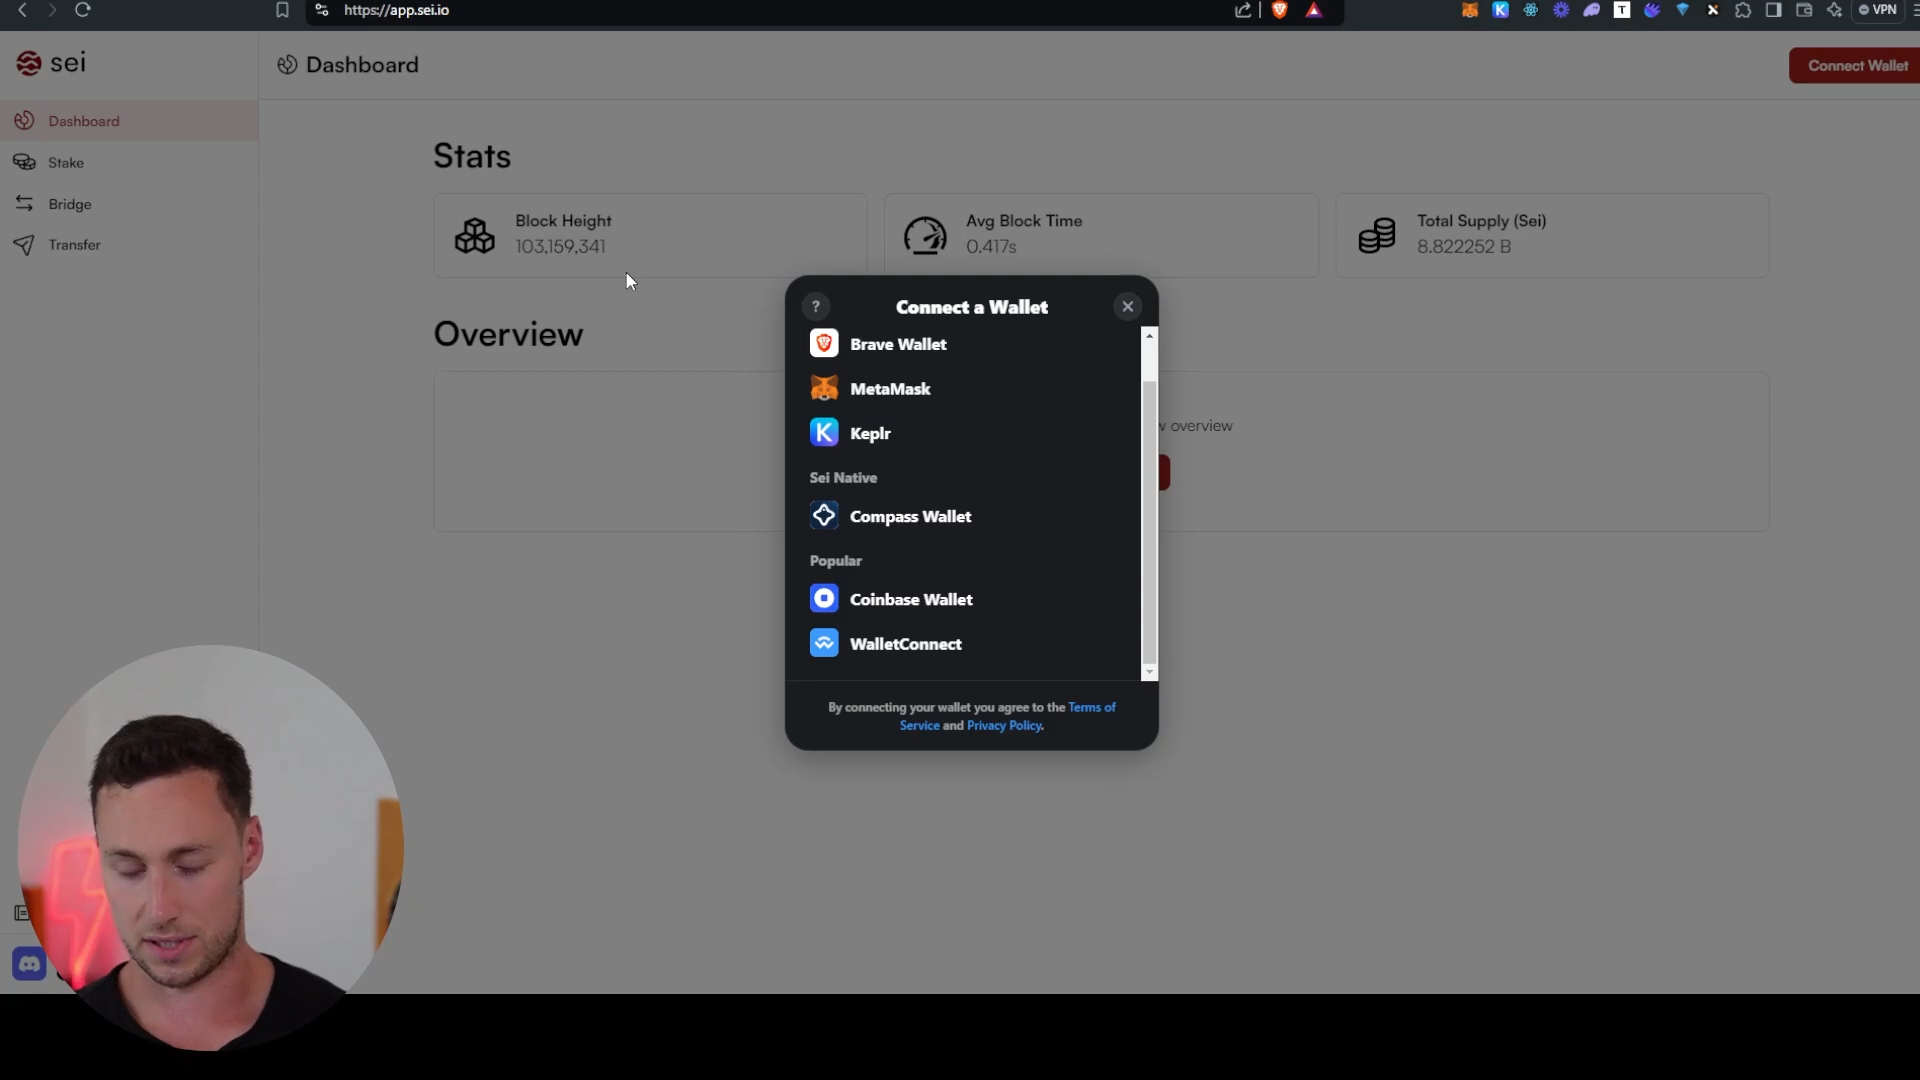 https://app.sei.io
VPN
sei
Dashboard
Connect Wallet
Dashboard
Stake
Bridge
Transfer
Stats
Block Height
103,159,341
Avg Block Time
0.417s
Total Supply (Sei)
8.822252 B
Overview
overview
?
Connect a Wallet
Brave Wallet
MetaMask
Keplr
Sei Native
Compass Wallet
Popular
Coinbase Wallet
WalletConnect
By connecting your wallet you agree to the Terms of
Service and Privacy Policy.